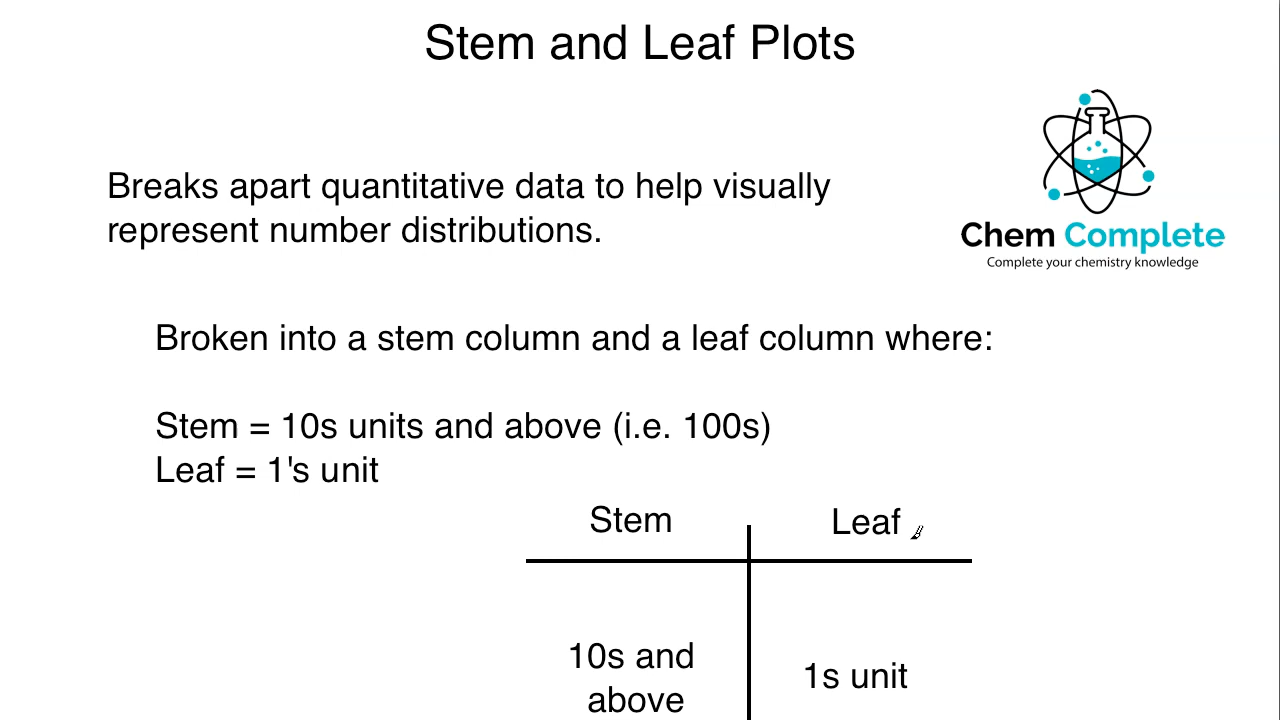 Stem and Leaf Plots
Breaks apart quantitative data to help visually
represent number distributions.
Chem Complete
Complete your chemistry knowledge
Broken into a stem column and a leaf column where:
Stem = 10s units and above (i.e. 100s)
Leaf = 1's unit
Stem Leaf
10s and
above
1s unit